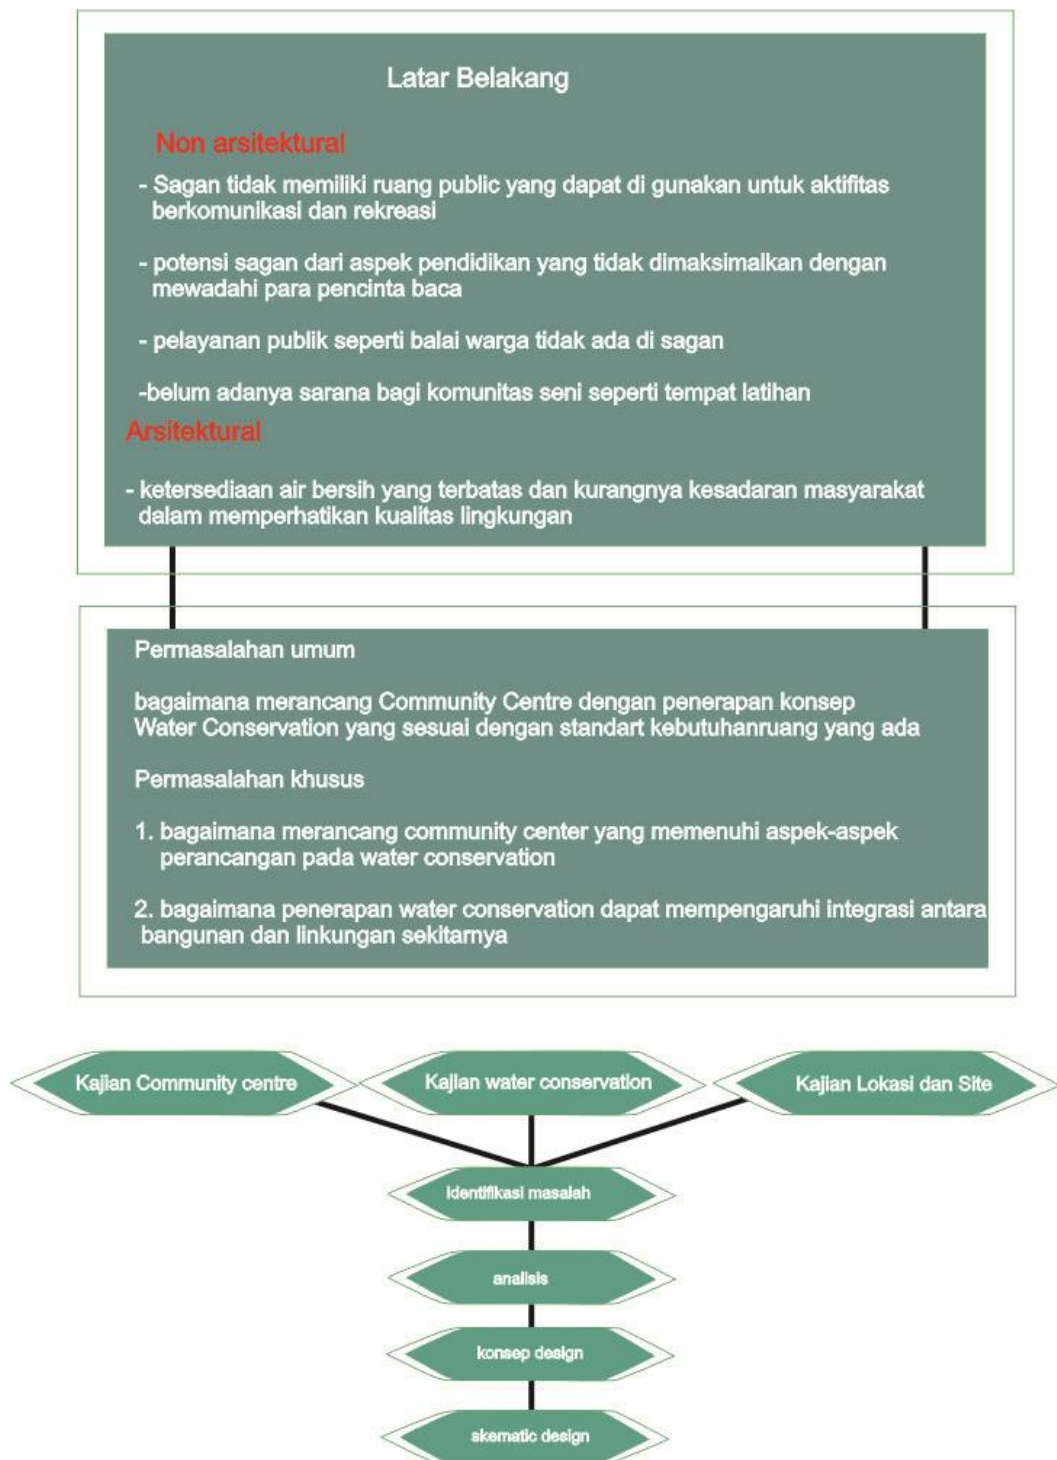 Latar Belakang
Non arsitektural
- Sagan tidak memiliki ruang public yang dapat di gunakan untuk aktifitas
berkomunikasi dan rekreasi
- potensi sagan dari aspek pendidikan yang tidak dimaksimalkan dengan
mewadahi para pencinta baca
- pelayanan publik seperti balai warga tidak ada di sagan
-belum adanya sarana bagi komunitas seni seperti tempat latihan
Arsitektural
- ketersediaan air bersih yang terbatas dan kurangnya kesadaran masyarakat
dalam memperhatikan kualitas lingkungan
Permasalahan umum
bagaimana merancang Community Centre dengan penerapan konsep
Water Conservation yang sesuai dengan standart kebutuhanruang yang ada
Permasalahan khusus
1. bagaimana merancang community center yang memenuhi aspek-aspek
perancangan pada water conservation
2. bagaimana penerapan water conservation dapat mempengaruhi integrasi antara
bangunan dan linkungan sekitarnya
Kajian Community centre
Kajian water conservation
Kajian Lokasi dan Site
identifikasi masalah
analisis
konsep design
skematic design